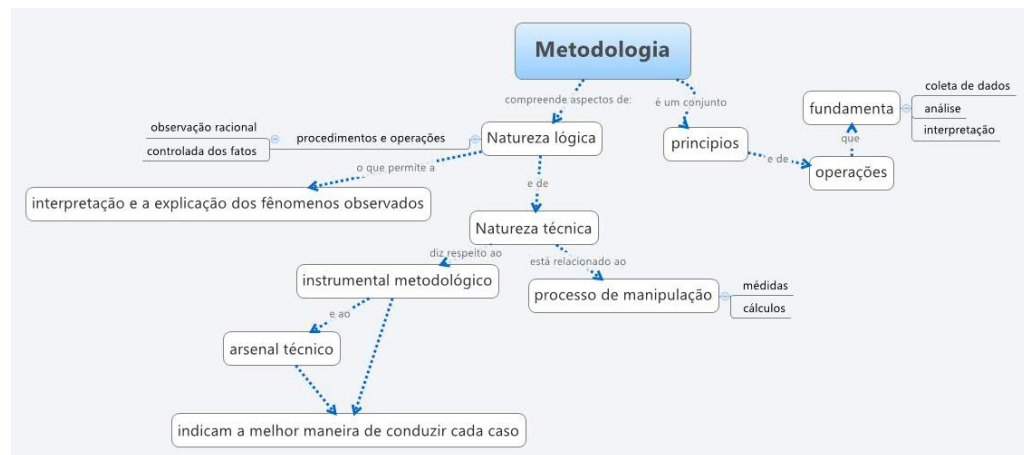 Metodologia
compreende aspectos de:
é um conjunto
fundamenta
coleta de dados
análise
interpretação
observação racional
controlada dos fatos
procedimentos e operações
Natureza lógica
principios
que
e de
operações
o que permite a
interpretação e a explicação dos fênomenos observados
e de
Natureza técnica
diz respeito ao
está relacionado ao
instrumental metodológico
processo de manipulação
médidas
cálculos
e ao
arsenal técnico
indicam a melhor maneira de conduzir cada caso